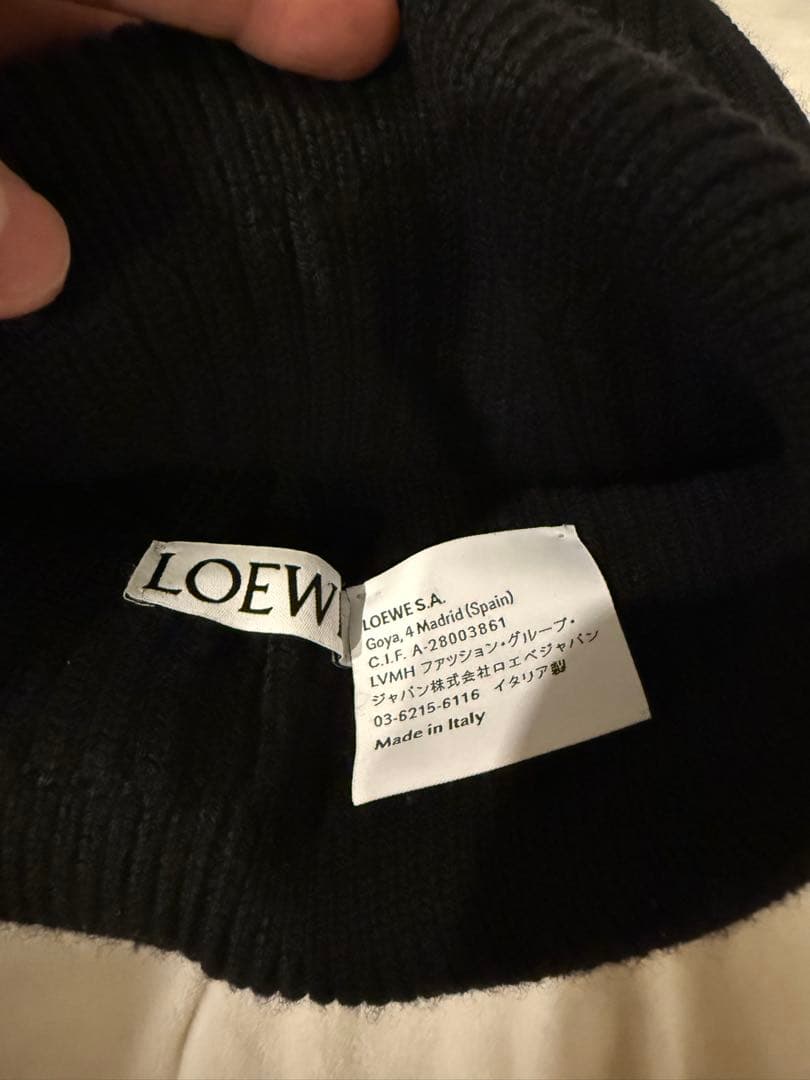 LOEWE
LOEWE S.A.
Goya, 4 Madrid (Spain)
C.I.F. A-28003861
LVMH ファッション・グループ・
ジャパン株式会社ロエベジャパン
03-6215-6116 イタリア製
Made in Italy